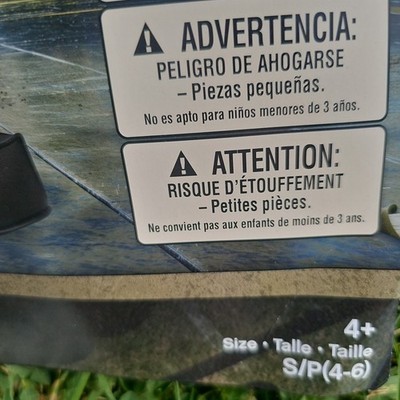 ⚠ ADVERTENCIA:
PELIGRO DE AHOGARSE
– Piezas pequeñas.
No es apto para niños menores de 3 años.
⚠ ATTENTION:
RISQUE D'ÉTOUFFEMENT
– Petites pièces.
Ne convient pas aux enfants de moins de 3 ans.
4+
Size • Talle • Taille
S/P(4-6)